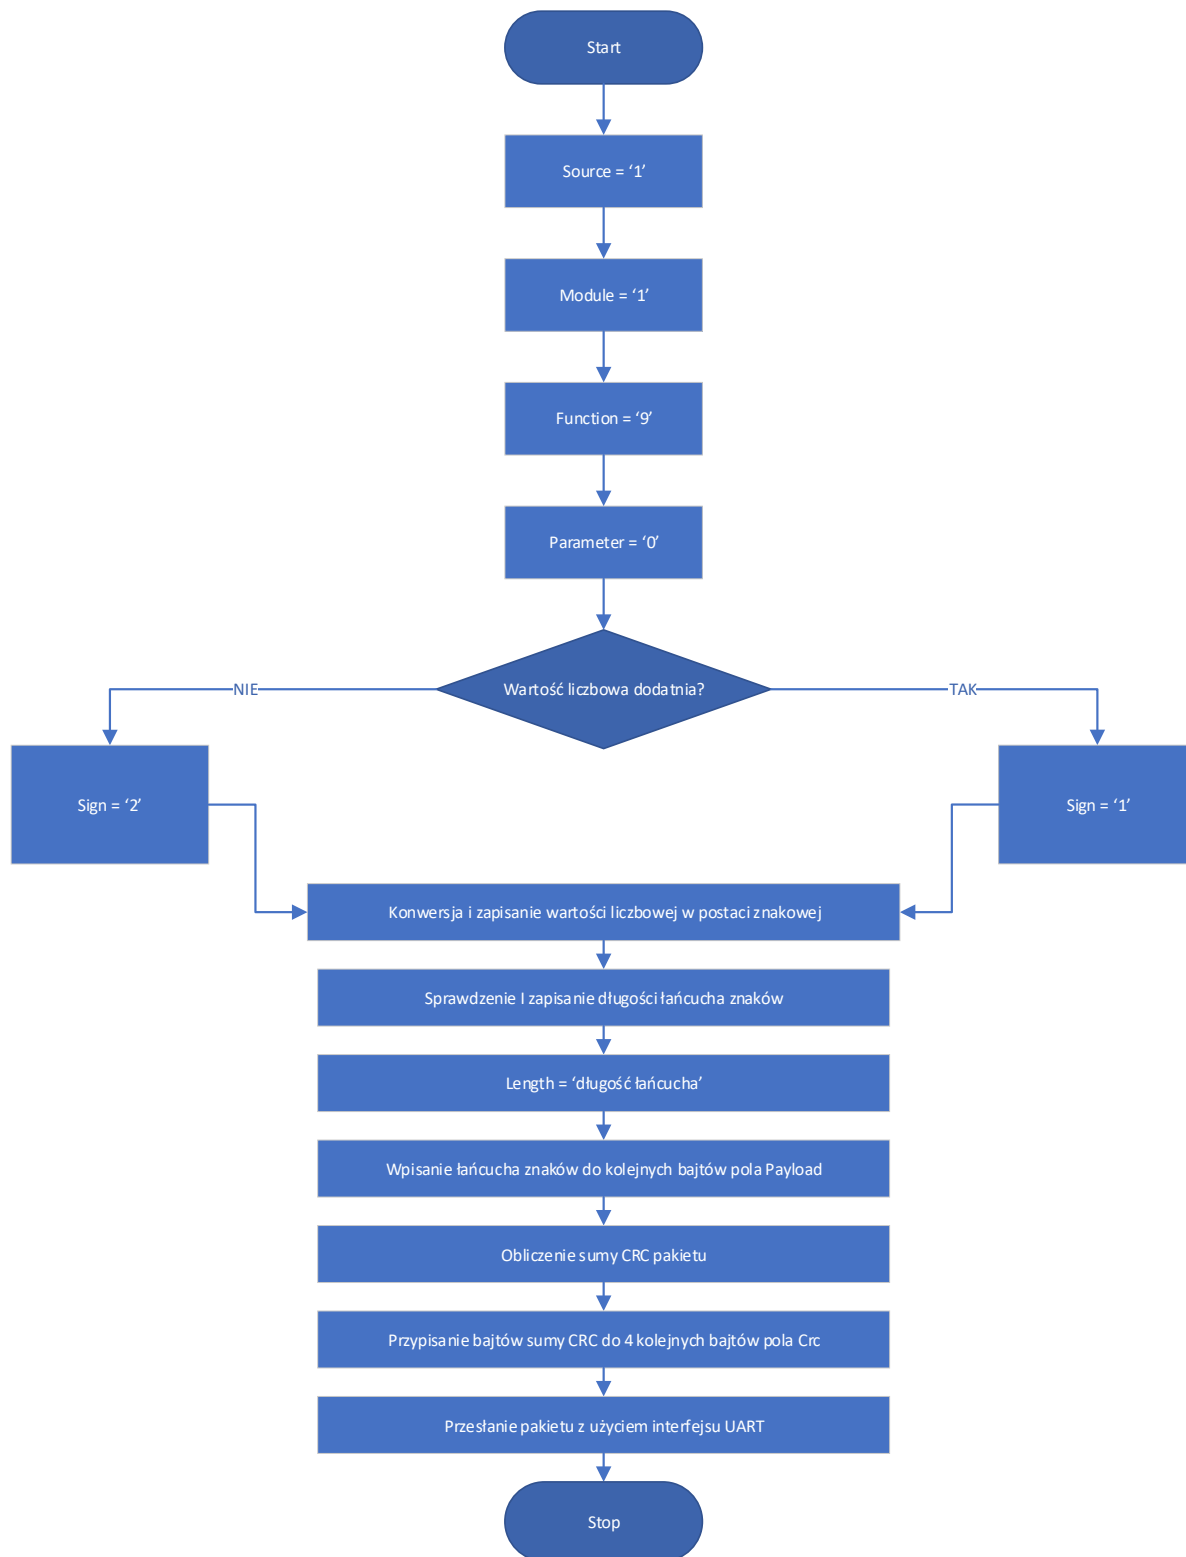 Start
Source = ‘1’
Module = ‘1’
Function = ‘9’
Parameter = ‘0’
Wartość liczbowa dodatnia?
NIE
TAK
Sign = ‘2’
Sign = ‘1’
Konwersja i zapisanie wartości liczbowej w postaci znakowej
Sprawdzenie I zapisanie długości łańcucha znaków
Length = ‘długość łańcucha’
Wpisanie łańcucha znaków do kolejnych bajtów pola Payload
Obliczenie sumy CRC pakietu
Przypisanie bajtów sumy CRC do 4 kolejnych bajtów pola Crc
Przesłanie pakietu z użyciem interfejsu UART
Stop